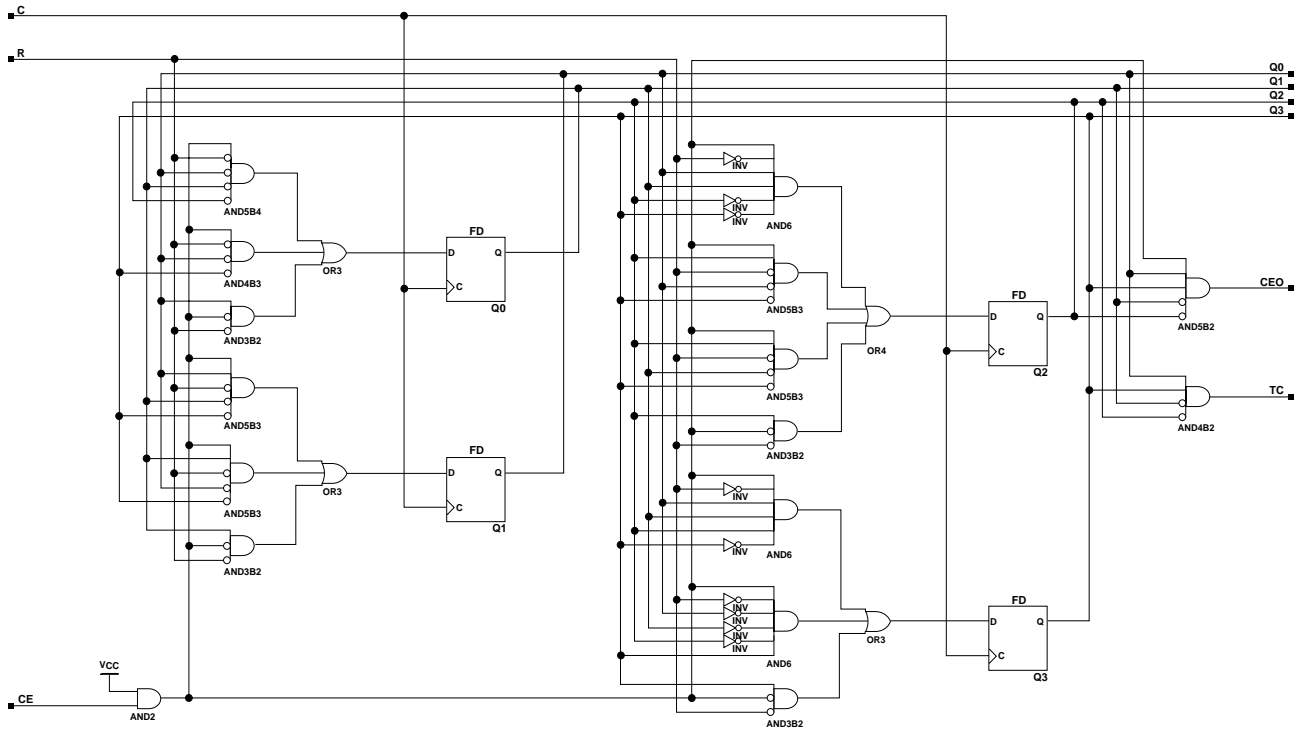 C
R
Q0
Q1
Q2
Q3
INV
AND5B4
INV
INV
AND6
FD
D
Q
C
Q0
AND4B3
OR3
CEO
AND5B3
FD
D
Q
C
Q2
AND5B2
AND3B2
OR4
AND5B3
TC
AND5B3
AND4B2
AND3B2
FD
D
Q
C
Q1
OR3
INV
AND5B3
INV
AND6
AND3B2
INV
INV
INV
INV
AND6
OR3
FD
D
Q
C
Q3
VCC
CE
AND2
AND3B2